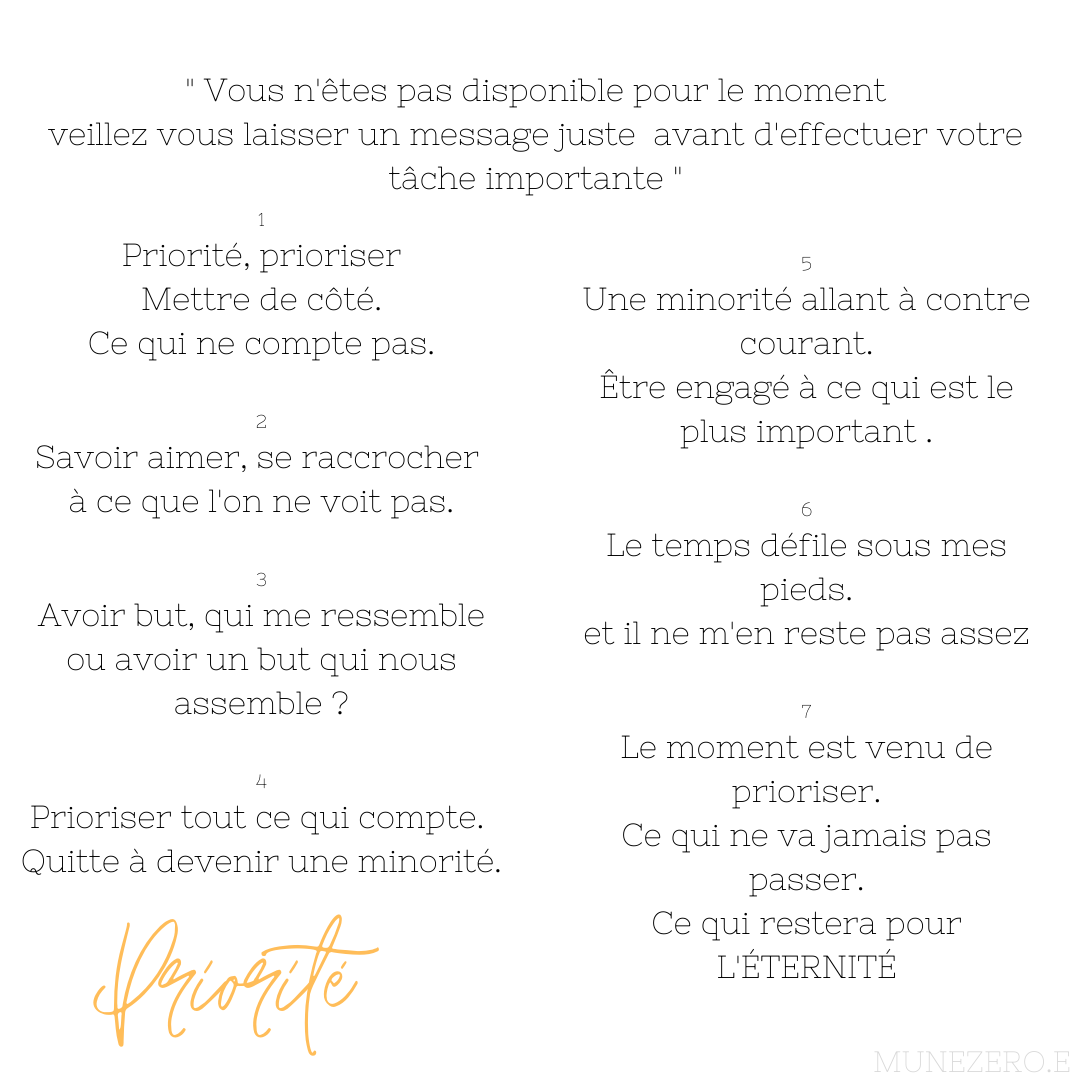 " Vous n'êtes pas disponible pour le moment
veillez vous laisser un message juste  avant d'effectuer votre
tâche importante "
1
Priorité, prioriser
Mettre de côté.
Ce qui ne compte pas.
2
Savoir aimer, se raccrocher
à ce que l'on ne voit pas.
3
Avoir but, qui me ressemble
ou avoir un but qui nous
assemble ?
4
Prioriser tout ce qui compte.
Quitte à devenir une minorité.
Priorité
5
Une minorité allant à contre
courant.
Être engagé à ce qui est le
plus important .
6
Le temps défile sous mes
pieds.
et il ne m'en reste pas assez
7
Le moment est venu de
prioriser.
Ce qui ne va jamais pas
passer.
Ce qui restera pour
L'ÉTERNITÉ
MUNEZERO.E